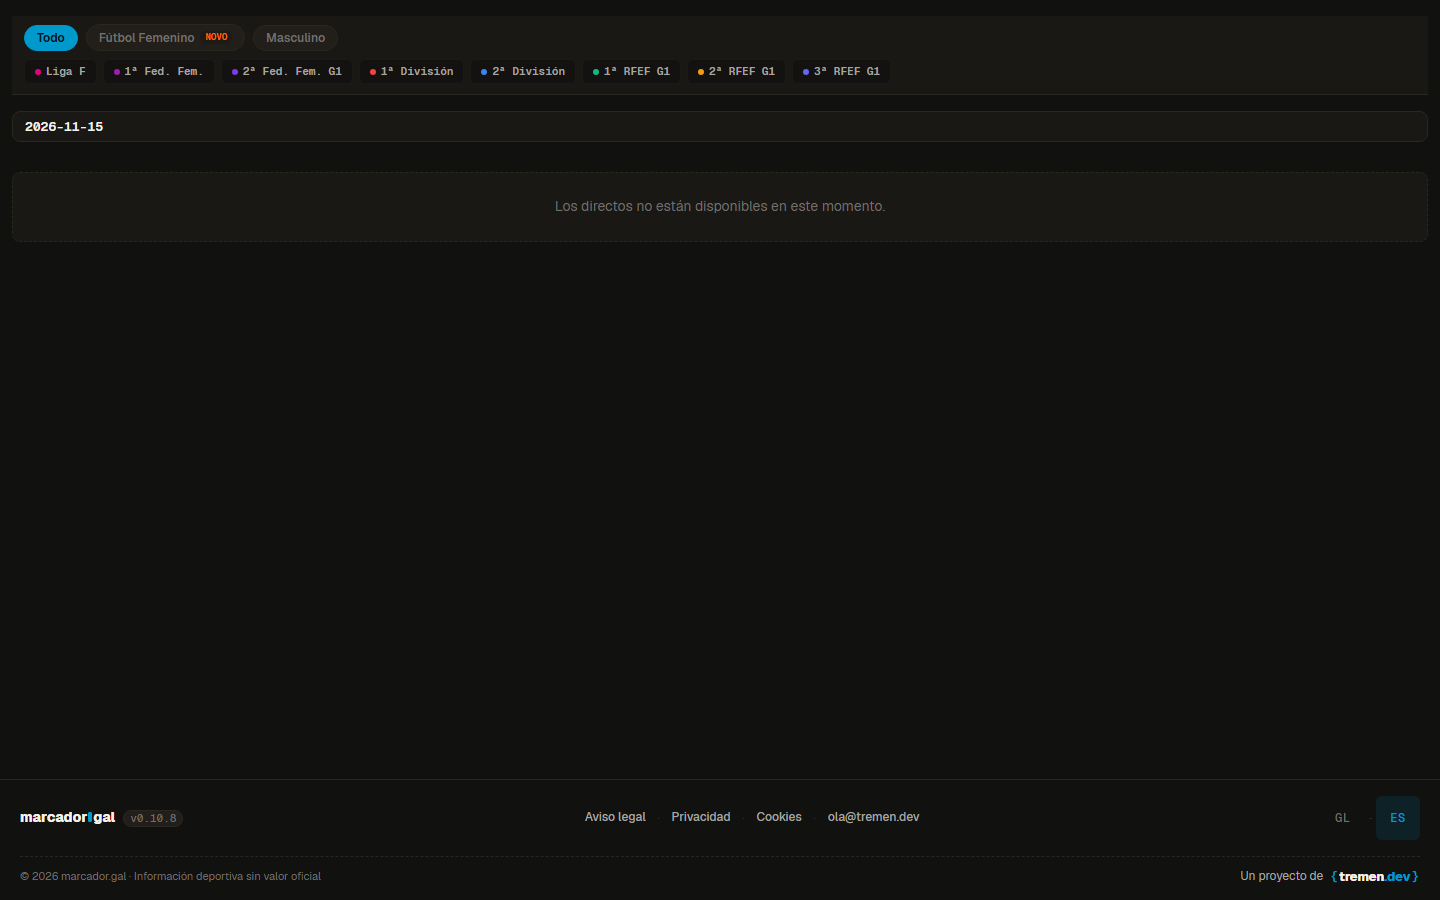 Todo Fútbol Femenino NOVO Masculino
Liga F 1ª Fed. Fem. 2ª Fed. Fem. G1 1ª División 2ª División 1ª RFEF G1 2ª RFEF G1 3ª RFEF G1
2026-11-15
Los directos no están disponibles en este momento.
marcador gal v0.10.8 Aviso legal · Privacidad · Cookies · ola@tremen.dev GL · ES
© 2026 marcador.gal · Información deportiva sin valor oficial Un proyecto de {tremen.dev}